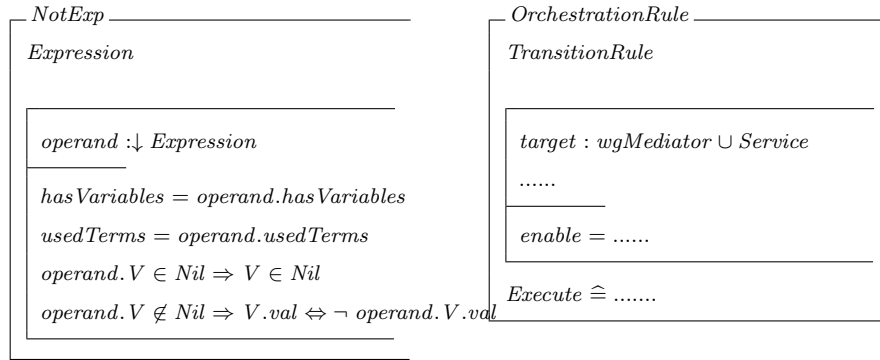 NotExp
Expression
operand :↓ Expression
hasVariables = operand.hasVariables
usedTerms = operand.usedTerms
operand.V ∈ Nil ⇒ V ∈ Nil
operand.V ∉ Nil ⇒ V.val ⇔ ¬ operand.V.val
OrchestrationRule
TransitionRule
target : wgMediator ∪ Service
......
enable = ......
Execute ≙ .......